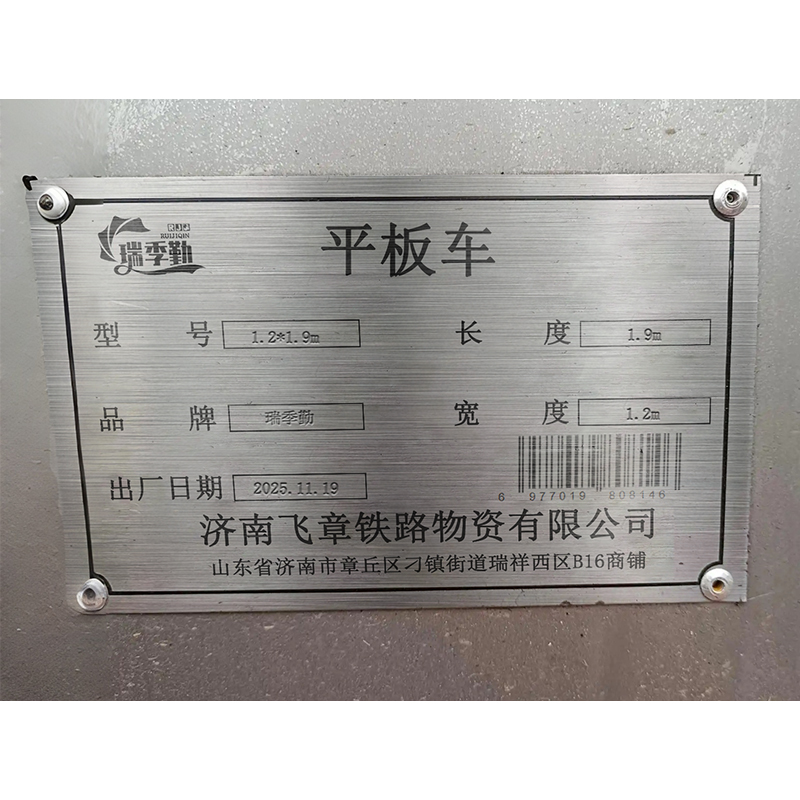 RJQ
RUIJIQIN
瑞季勤
平板车
型号 1.2*1.9m 长度 1.9m
品牌 瑞季勤 宽度 1.2m
出厂日期 2025.11.19
6 977019 808146
济南飞章铁路物资有限公司
山东省济南市章丘区刁镇街道瑞祥西区B16商铺